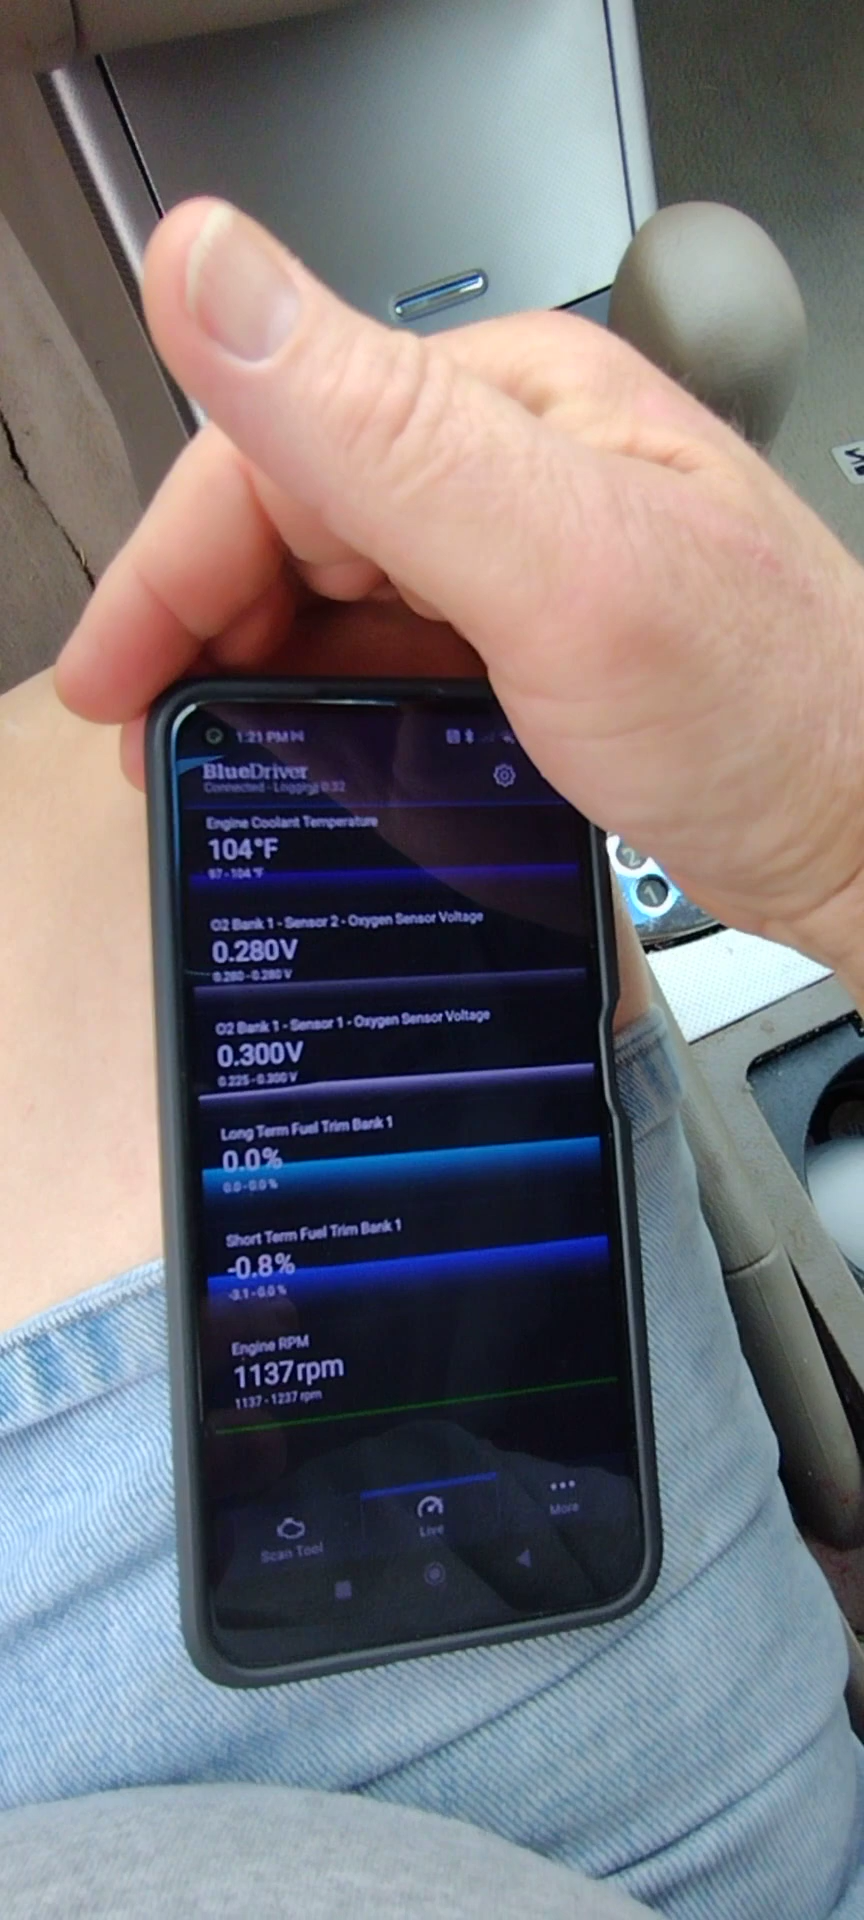 1:21 PM
BlueDriver
Connected - Logging 0:32
Engine Coolant Temperature
104°F
97 - 104 °F
O2 Bank 1 - Sensor 2 - Oxygen Sensor Voltage
0.280V
0.280 - 0.280 V
O2 Bank 1 - Sensor 1 - Oxygen Sensor Voltage
0.300V
0.225 - 0.300 V
Long Term Fuel Trim Bank 1
0.0%
0.0 - 0.0 %
Short Term Fuel Trim Bank 1
-0.8%
-3.1 - 0.0 %
Engine RPM
1137rpm
1137 - 1237 rpm
Scan Tool
Live
More
2
1